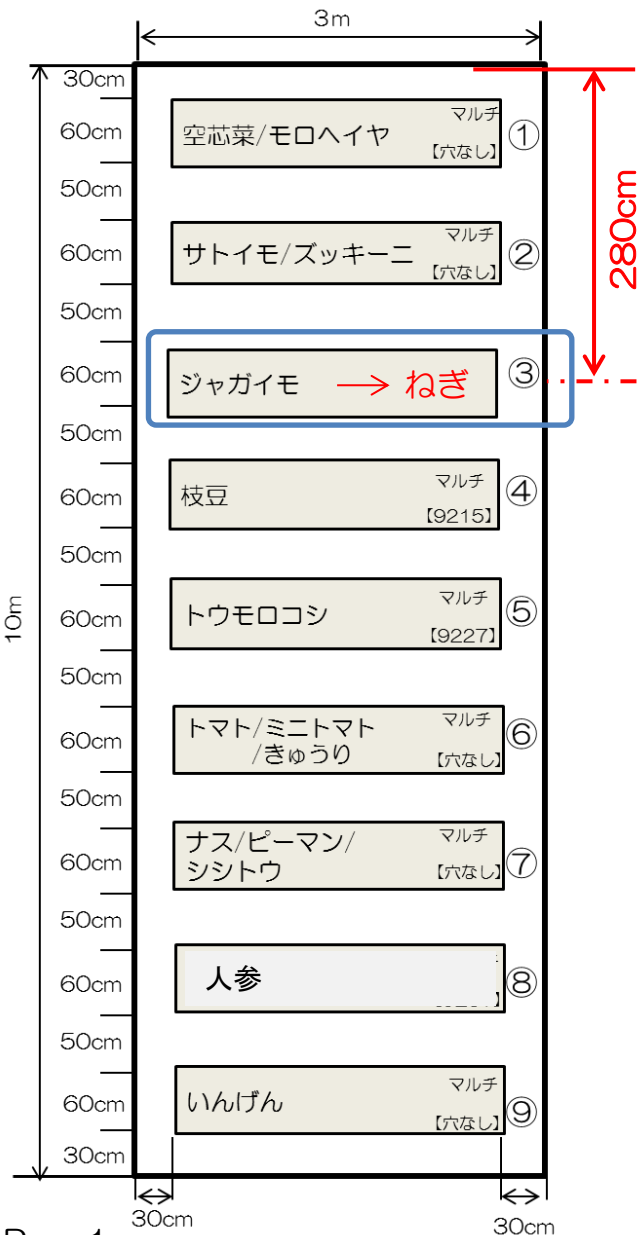 3m
30cm
60cm
空芯菜/モロヘイヤ
マルチ
【穴なし】
①
50cm
60cm
サトイモ/ズッキーニ
マルチ
【穴なし】
②
280cm
50cm
60cm
ジャガイモ → ねぎ
③
50cm
60cm
枝豆
マルチ
【9215】
④
50cm
10m
60cm
トウモロコシ
マルチ
【9227】
⑤
50cm
60cm
トマト/ミニトマト
/きゅうり
マルチ
【穴なし】
⑥
50cm
60cm
ナス/ピーマン/
シシトウ
マルチ
【穴なし】
⑦
50cm
60cm
人参
⑧
50cm
60cm
いんげん
マルチ
【穴なし】
⑨
30cm
30cm
30cm